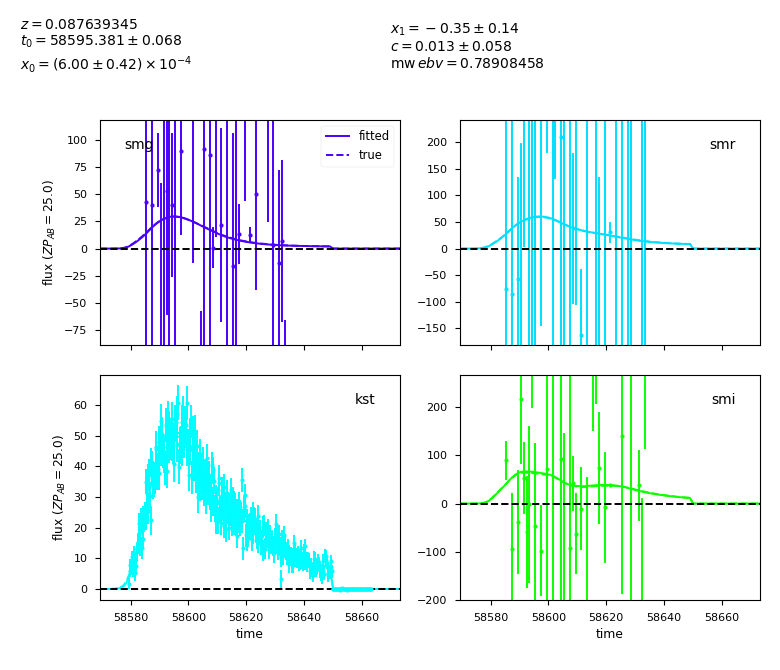 z = 0.087639345
t₀ = 58595.381 ± 0.068
x₀ = (6.00 ± 0.42) × 10⁻⁴
x₁ = −0.35 ± 0.14
c = 0.013 ± 0.058
mw ebv = 0.78908458
smg
fitted
true
100
75
50
25
0
−25
−50
−75
flux (ZP_AB = 25.0)
smr
200
150
100
50
0
−50
−100
−150
kst
60
50
40
30
20
10
0
flux (ZP_AB = 25.0)
58580 58600 58620 58640 58660
time
smi
200
100
0
−100
−200
58580 58600 58620 58640 58660
time